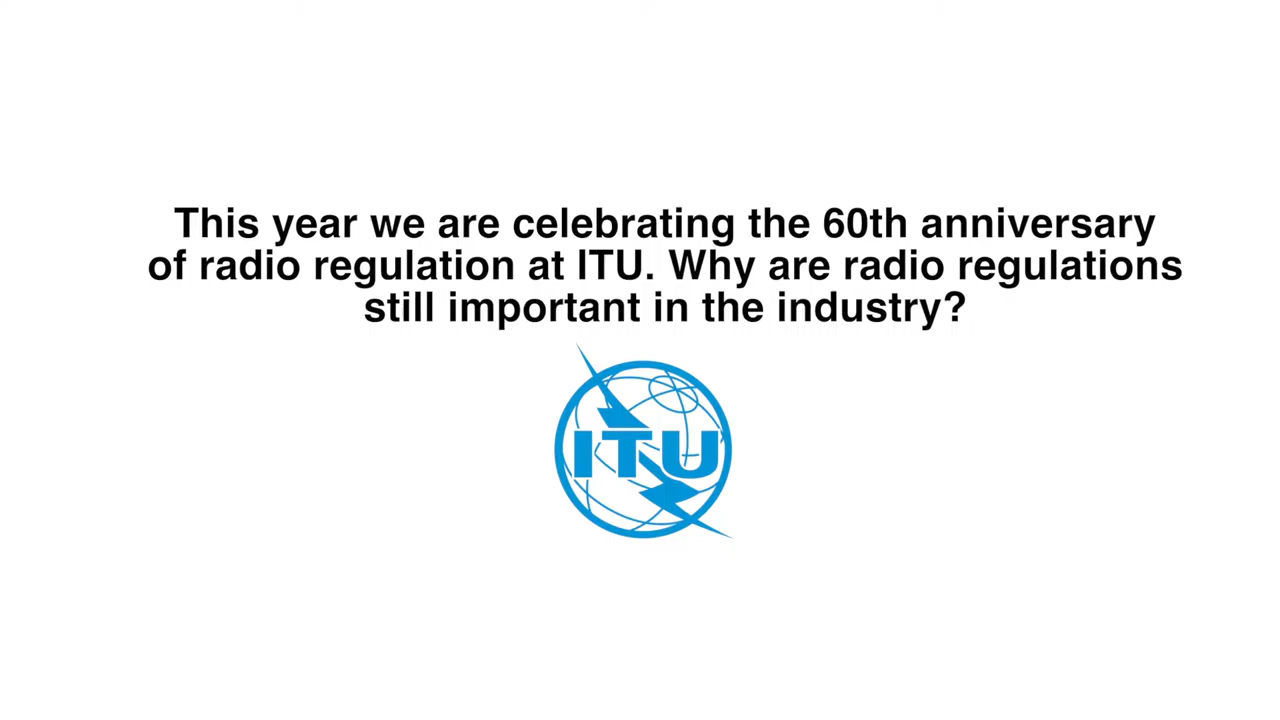 This year we are celebrating the 60th anniversary
of radio regulation at ITU. Why are radio regulations
still important in the industry?
ITU